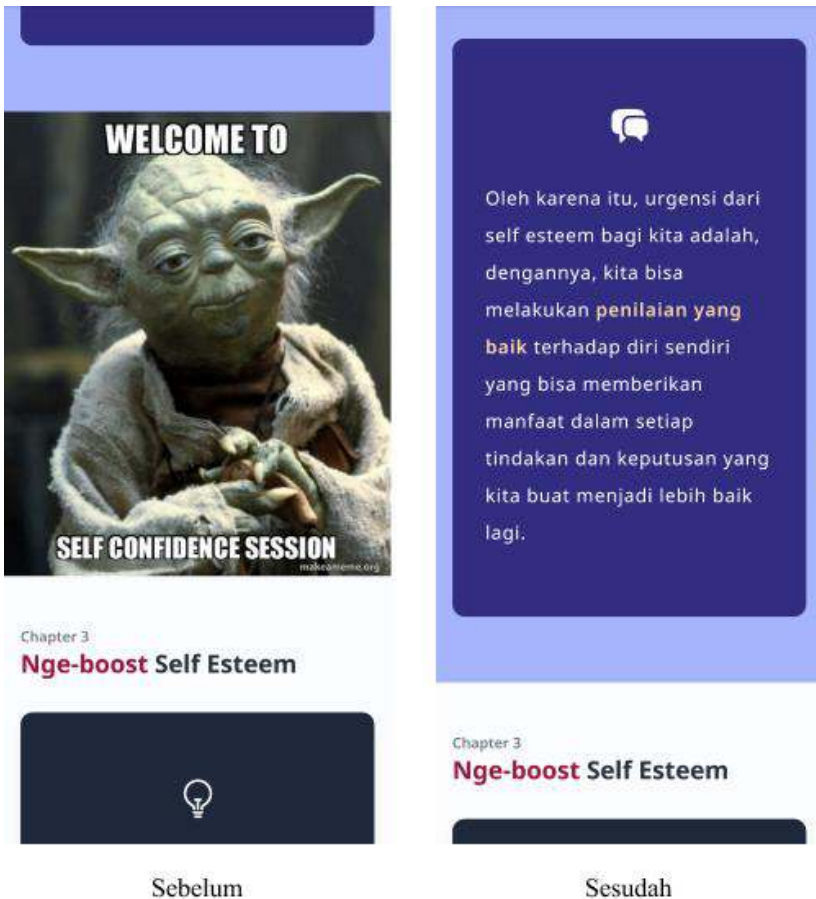 WELCOME TO
SELF CONFIDENCE SESSION
makeameme.org
Chapter 3
Nge-boost Self Esteem
Sebelum
Oleh karena itu, urgensi dari
self esteem bagi kita adalah,
dengannya, kita bisa
melakukan penilaian yang
baik terhadap diri sendiri
yang bisa memberikan
manfaat dalam setiap
tindakan dan keputusan yang
kita buat menjadi lebih baik
lagi.
Chapter 3
Nge-boost Self Esteem
Sesudah